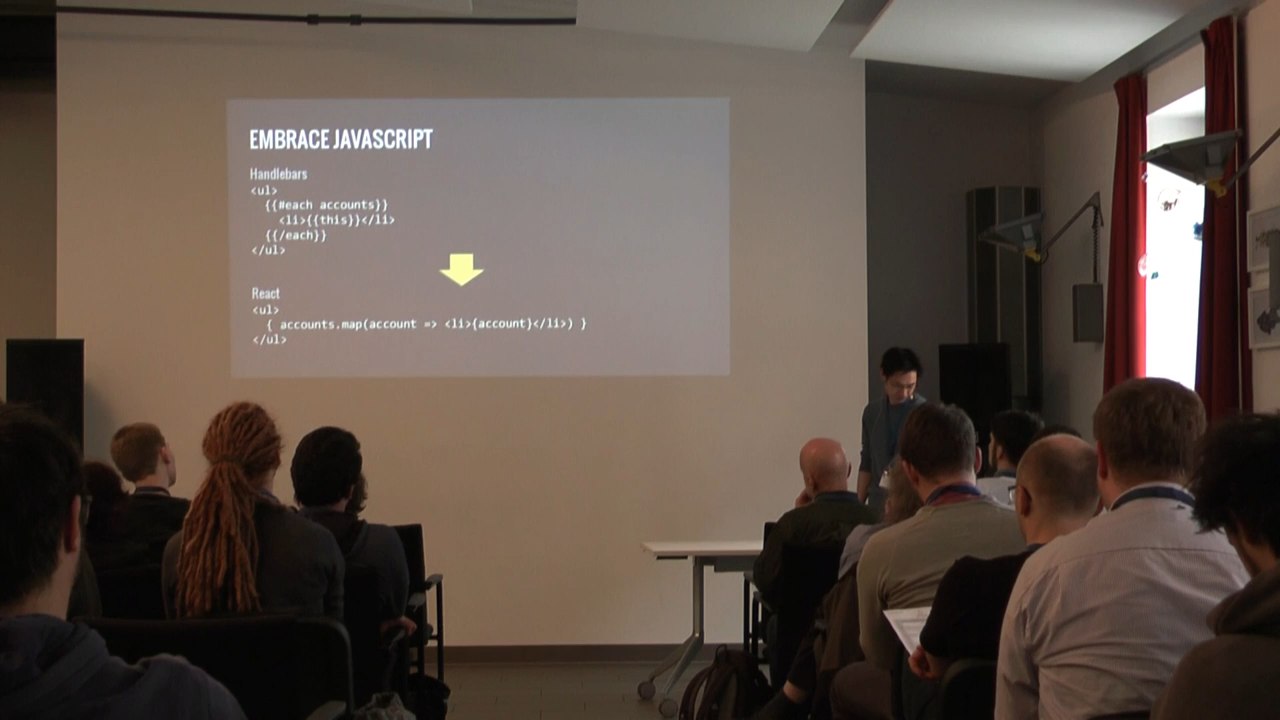 EMBRACE JAVASCRIPT
Handlebars
<ul>
{{#each accounts}}
<li>{{this}}</li>
{{/each}}
</ul>
React
<ul>
{ accounts.map(account => <li>{account}</li>) }
</ul>